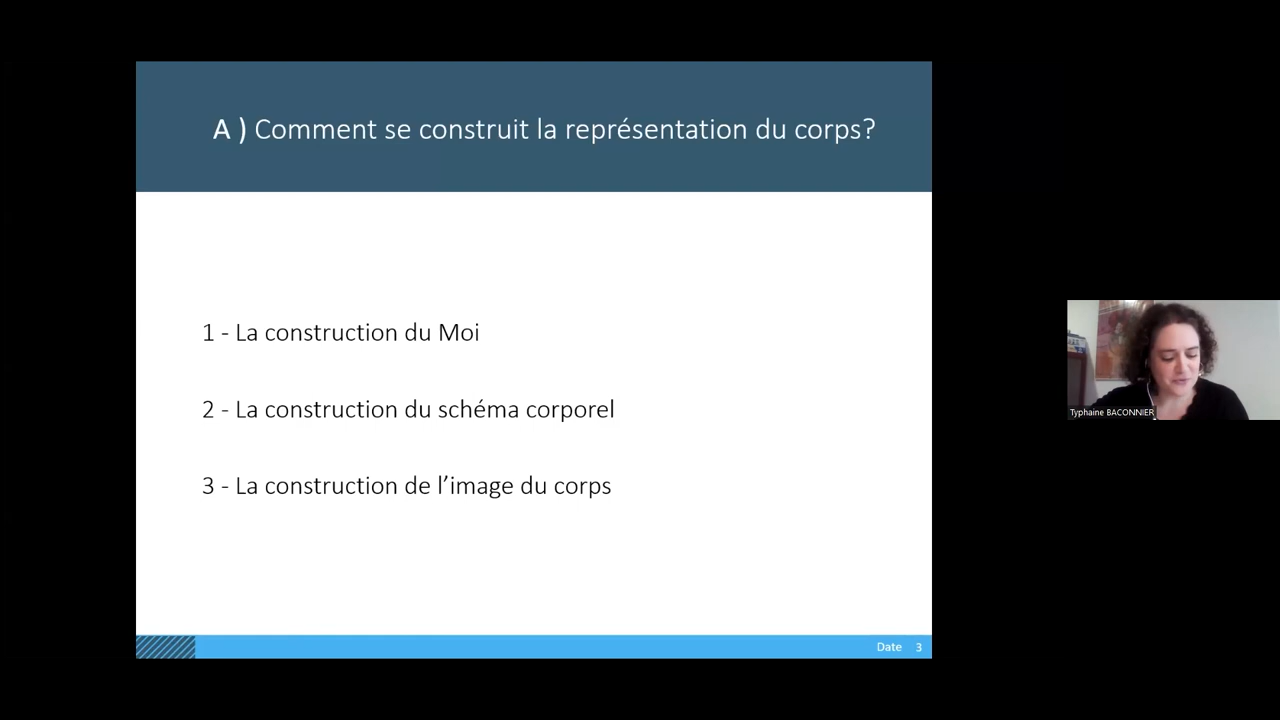 A ) Comment se construit la représentation du corps?
1 - La construction du Moi
2 - La construction du schéma corporel
3 - La construction de l’image du corps
Typhaine BACONNIER
Date 3